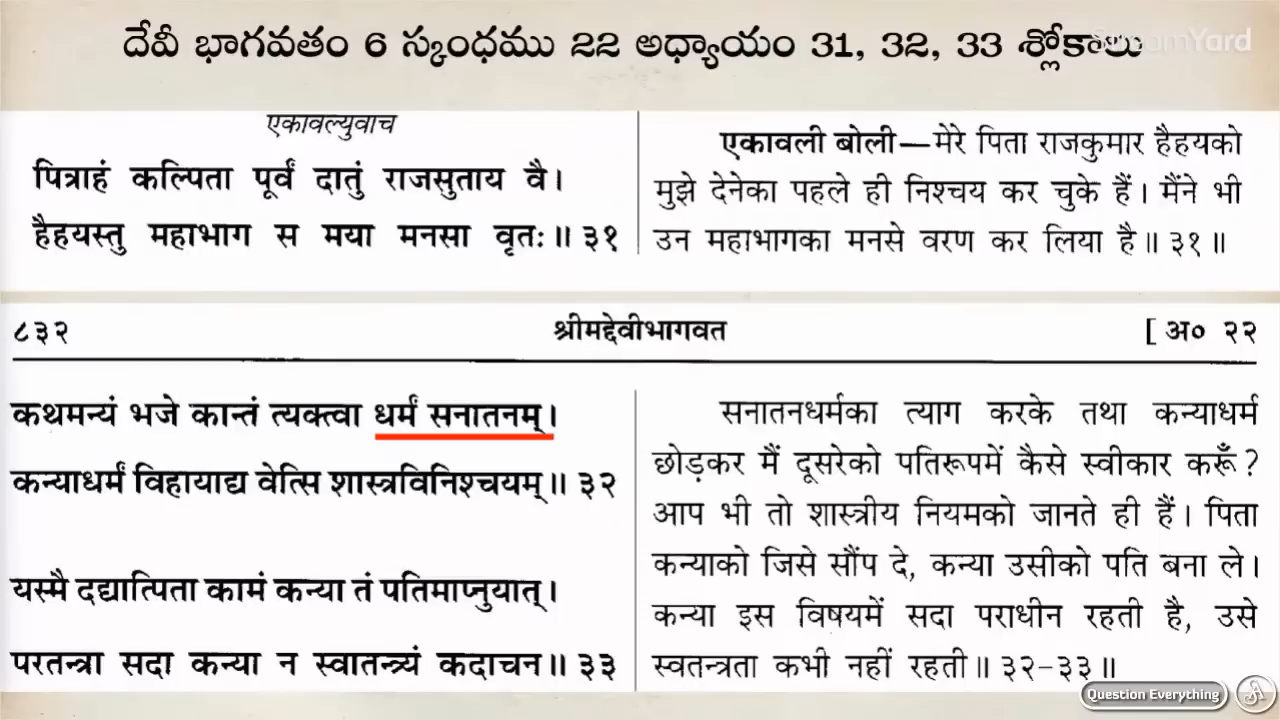 దేవీ భాగవతం 6 స్కంధము 22 అధ్యాయం 31, 32, 33 శ్లోకాలు
StreamYard
एकावल्युवाच
पित्राहं कल्पिता पूर्वं दातुं राजसुताय वै।
हैहयस्तु महाभाग स मया मनसा वृतः॥ ३१
एकावली बोली—मेरे पिता राजकुमार हैहयको
मुझे देनेका पहले ही निश्चय कर चुके हैं। मैंने भी
उन महाभागका मनसे वरण कर लिया है॥ ३१॥
८३२
श्रीमद्देवीभागवत
[ अ० २२
कथमन्यं भजे कान्तं त्यक्त्वा धर्मं सनातनम्।
कन्याधर्मं विहायाद्य वेत्सि शास्त्रविनिश्चयम्॥ ३२
यस्मै दद्यात्पिता कामं कन्या तं पतिमाप्नुयात्।
परतन्त्रा सदा कन्या न स्वातन्त्र्यं कदाचन॥ ३३
सनातनधर्मका त्याग करके तथा कन्याधर्म
छोड़कर मैं दूसरेको पतिरूपमें कैसे स्वीकार करूँ?
आप भी तो शास्त्रीय नियमको जानते ही हैं। पिता
कन्याको जिसे सौंप दे, कन्या उसीको पति बना ले।
कन्या इस विषयमें सदा पराधीन रहती है, उसे
स्वतन्त्रता कभी नहीं रहती॥ ३२-३३॥
Question Everything